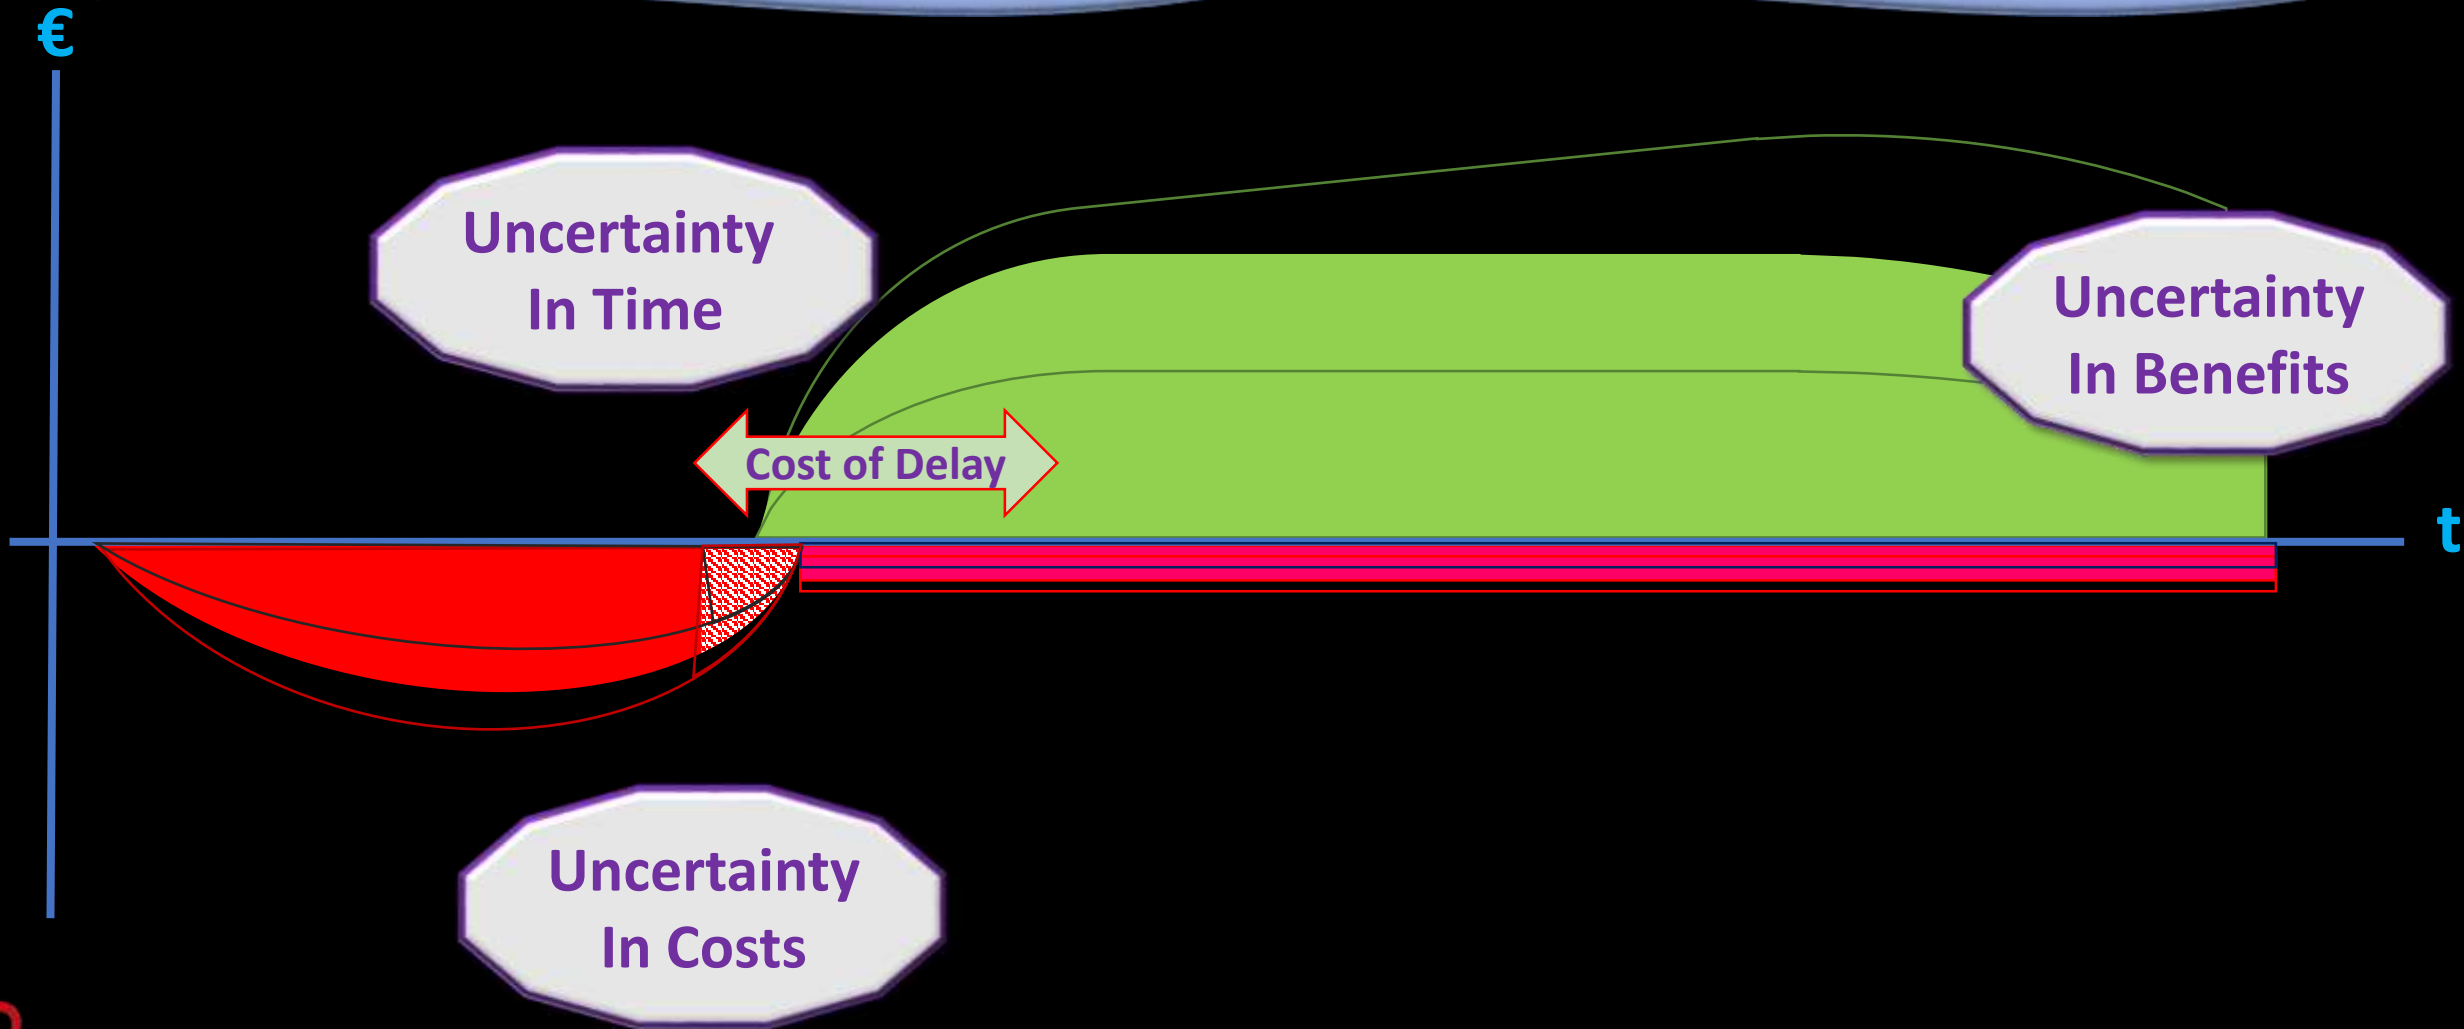 €
Uncertainty
In Time
Uncertainty
In Benefits
Cost of Delay
t
Uncertainty
In Costs